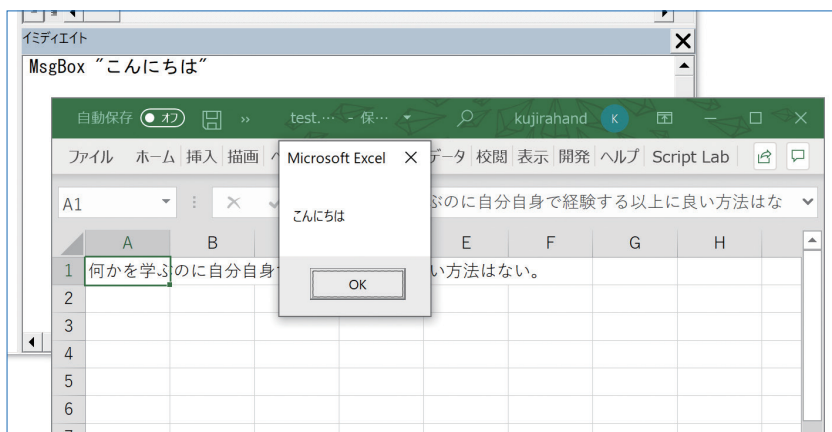 イミディエイト
MsgBox "こんにちは"
自動保存 オフ test.… - 保… kujirahand K
ファイル ホーム 挿入 描画 データ 校閲 表示 開発 ヘルプ Script Lab
Microsoft Excel
A1 ぶのに自分自身で経験する以上に良い方法はな
こんにちは
A B E F G H
1 何かを学ぶのに自分自身 い方法はない。
OK
2
3
4
5
6